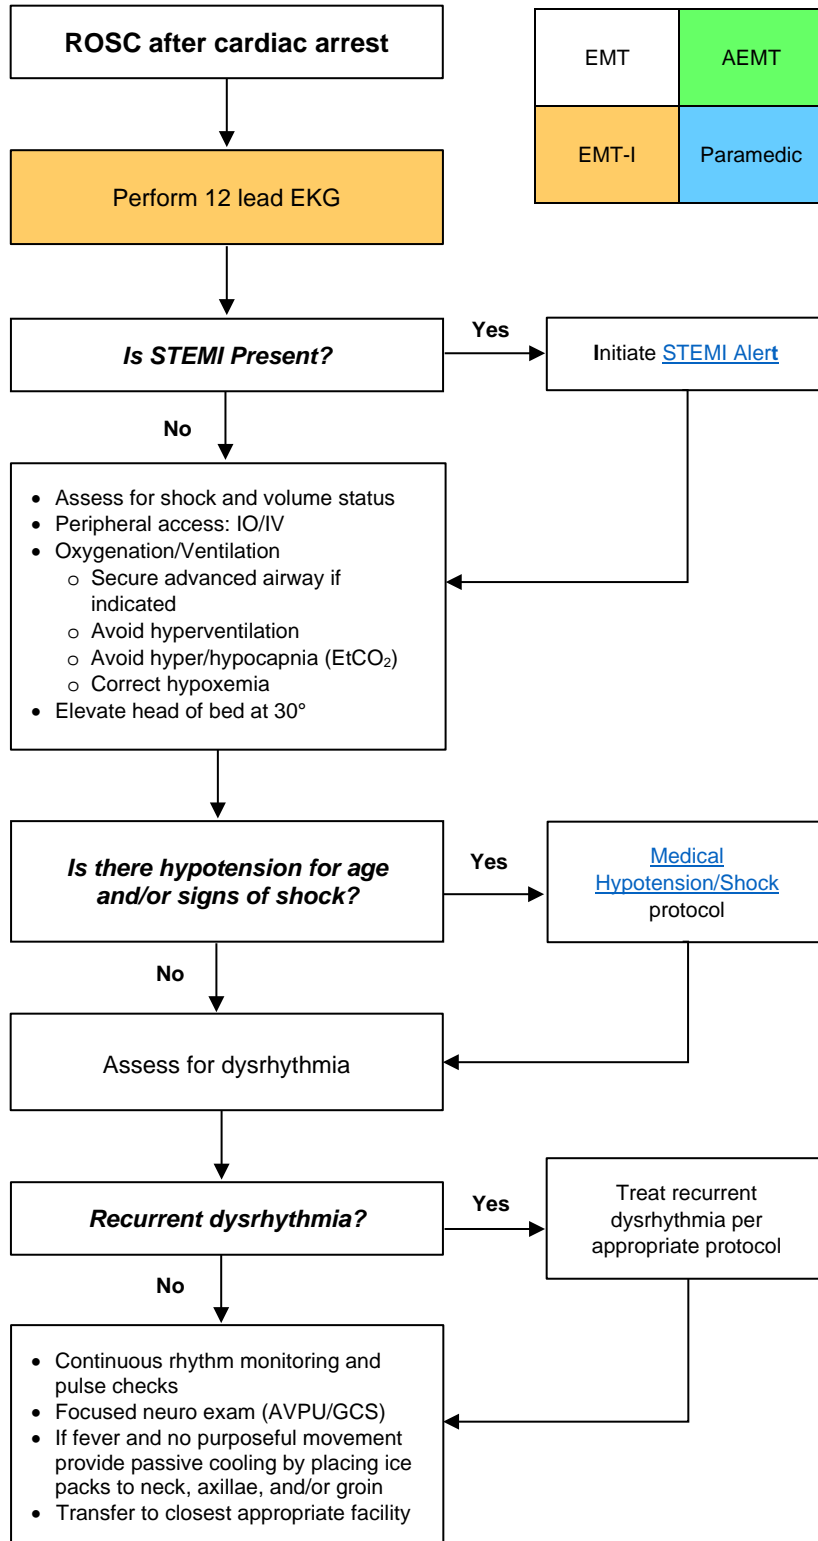 ROSC after cardiac arrest
EMT
AEMT
EMT-I
Paramedic
Perform 12 lead EKG
Is STEMI Present?
Yes
Initiate STEMI Alert
No
• Assess for shock and volume status
• Peripheral access: IO/IV
• Oxygenation/Ventilation
o Secure advanced airway if
indicated
o Avoid hyperventilation
o Avoid hyper/hypocapnia (EtCO₂)
o Correct hypoxemia
• Elevate head of bed at 30°
Is there hypotension for age
and/or signs of shock?
Yes
Medical
Hypotension/Shock
protocol
No
Assess for dysrhythmia
Recurrent dysrhythmia?
Yes
Treat recurrent
dysrhythmia per
appropriate protocol
No
• Continuous rhythm monitoring and
pulse checks
• Focused neuro exam (AVPU/GCS)
• If fever and no purposeful movement
provide passive cooling by placing ice
packs to neck, axillae, and/or groin
• Transfer to closest appropriate facility